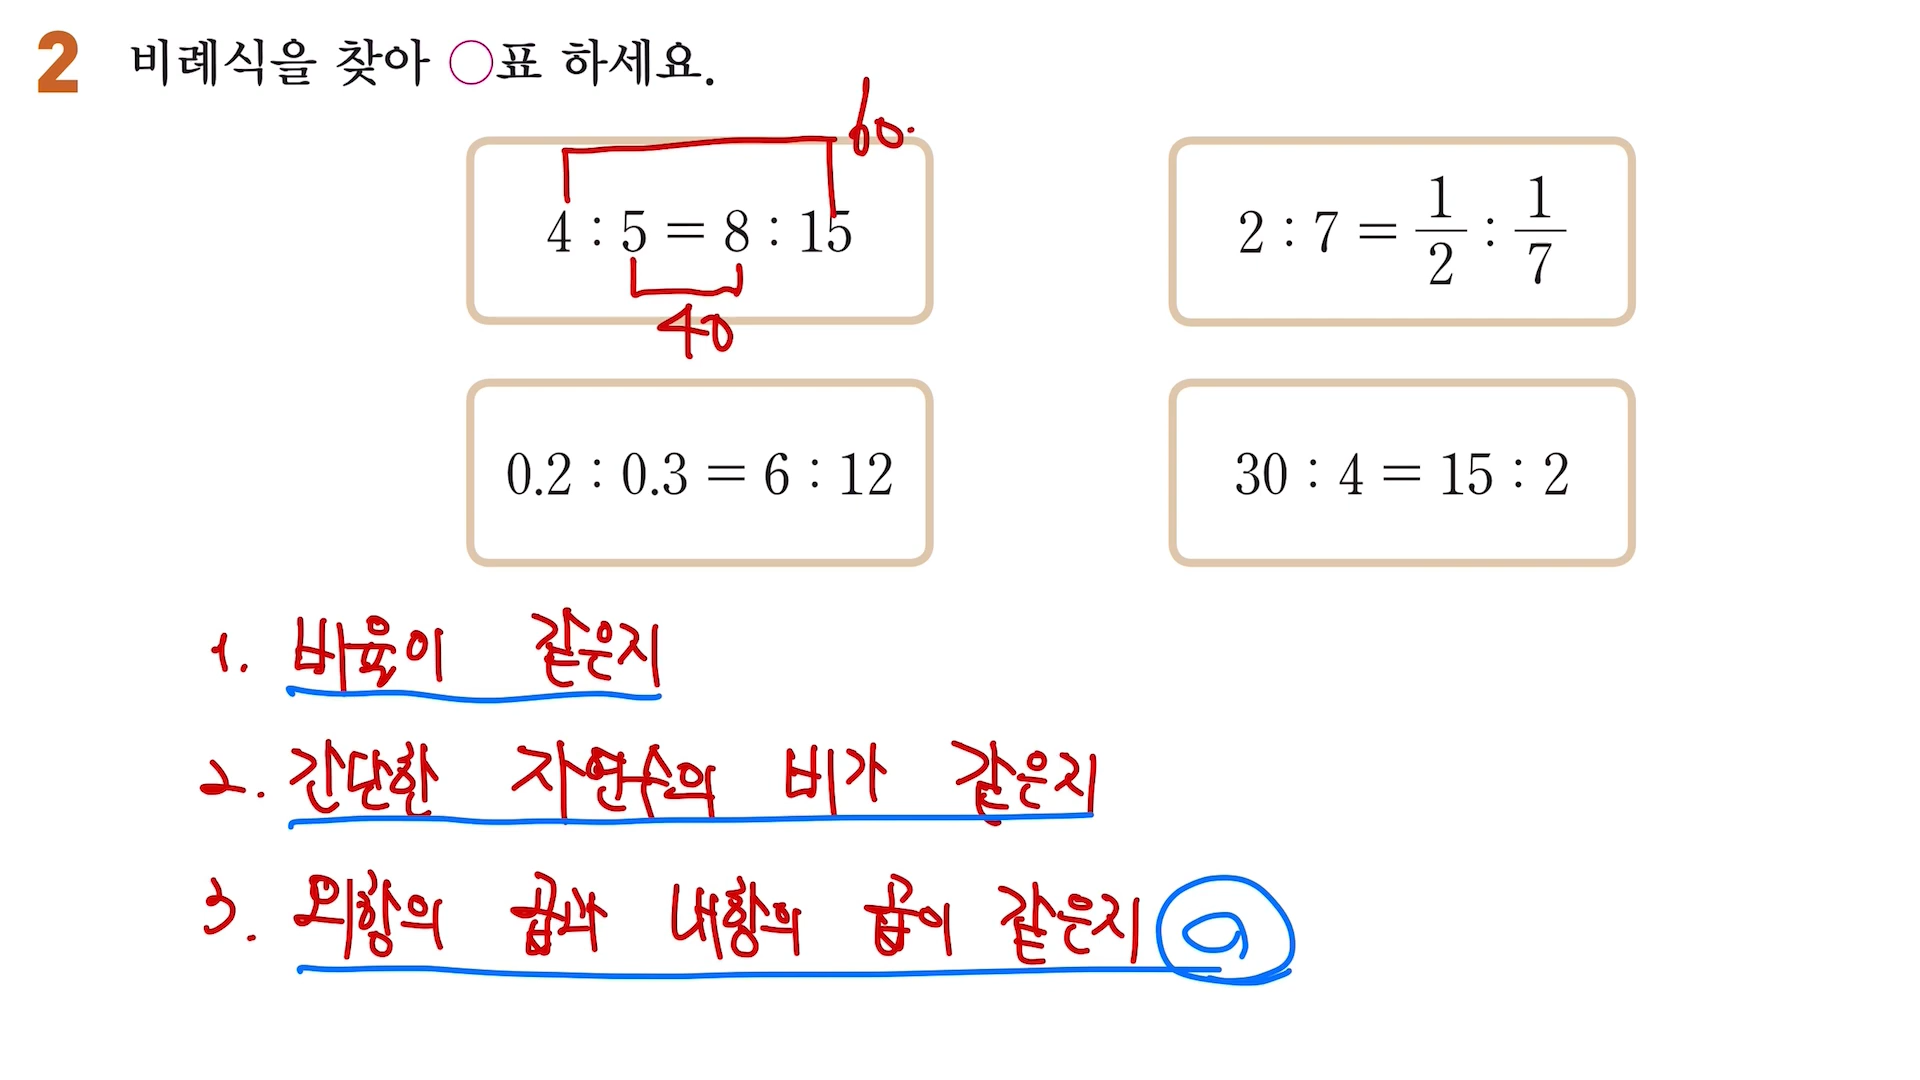 2 비례식을 찾아 ○표 하세요.
60.
4 : 5 = 8 : 15
40
2 : 7 = 1/2 : 1/7
0.2 : 0.3 = 6 : 12
30 : 4 = 15 : 2
1. 비율이 같은지
2. 간단한 자연수의 비가 같은지
3. 외항의 곱과 내항의 곱이 같은지